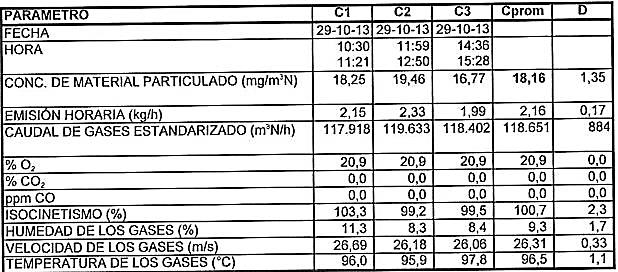 PARAMETRO C1 C2 C3 Cprom D
FECHA 29-10-13 29-10-13 29-10-13
HORA 10:30 11:59 14:36
11:21 12:50 15:28
CONC. DE MATERIAL PARTICULADO (mg/m³N) 18,25 19,46 16,77 18,16 1,35
EMISIÓN HORARIA (kg/h) 2,15 2,33 1,99 2,16 0,17
CAUDAL DE GASES ESTANDARIZADO (m³N/h) 117.918 119.633 118.402 118.651 884
% O₂ 20,9 20,9 20,9 20,9 0,0
% CO₂ 0,0 0,0 0,0 0,0 0,0
ppm CO 0,0 0,0 0,0 0,0 0,0
ISOCINETISMO (%) 103,3 99,2 99,5 100,7 2,3
HUMEDAD DE LOS GASES (%) 11,3 8,3 8,4 9,3 1,7
VELOCIDAD DE LOS GASES (m/s) 26,69 26,18 26,06 26,31 0,33
TEMPERATURA DE LOS GASES (°C) 96,0 95,9 97,8 96,5 1,1